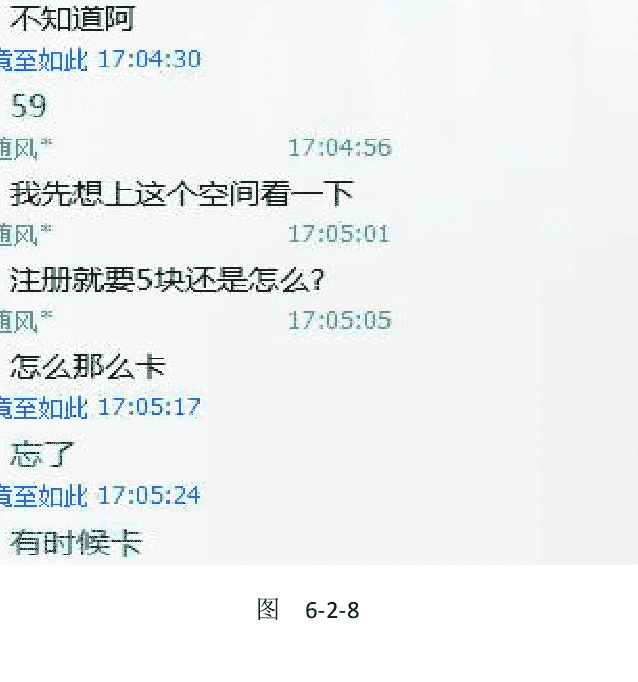 不知道阿
竟至如此 17:04:30
59
随风* 17:04:56
我先想上这个空间看一下
随风* 17:05:01
注册就要5块还是怎么?
随风* 17:05:05
怎么那么卡
竟至如此 17:05:17
忘了
竟至如此 17:05:24
有时候卡
图 6-2-8